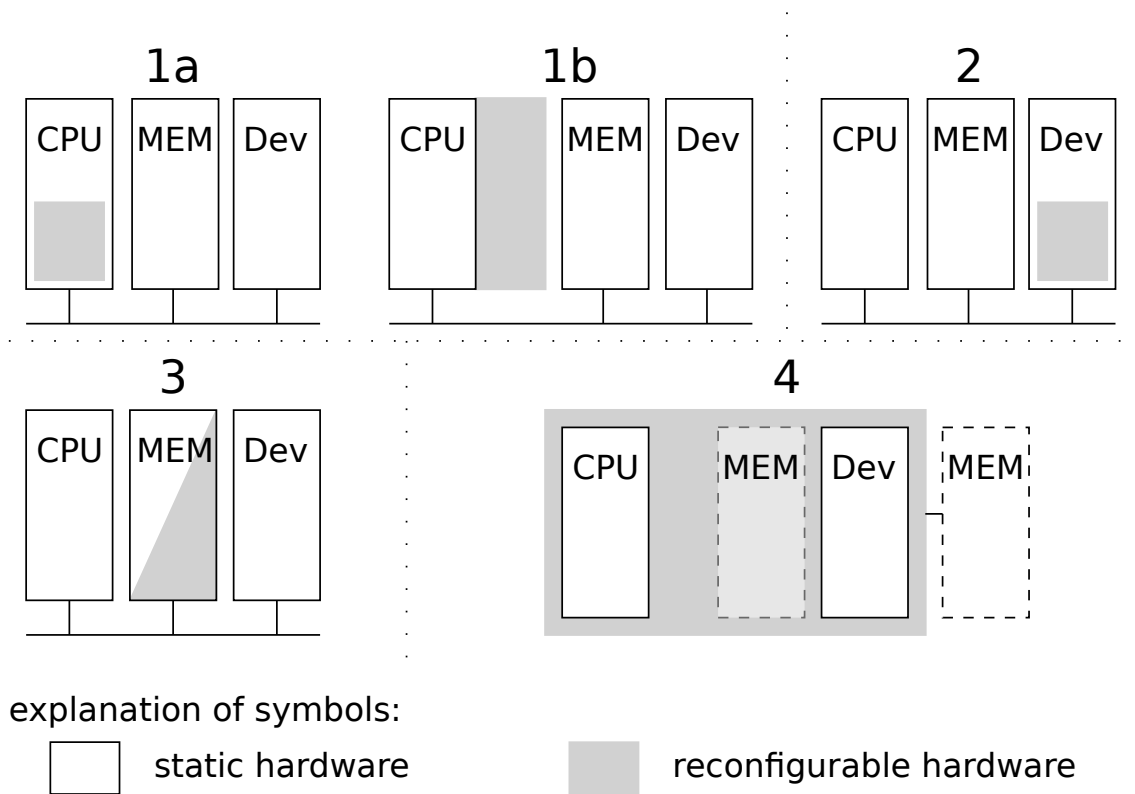 1a 1b 2
CPU MEM Dev CPU MEM Dev CPU MEM Dev
3 4
CPU MEM Dev CPU MEM Dev MEM
explanation of symbols:
static hardware reconfigurable hardware